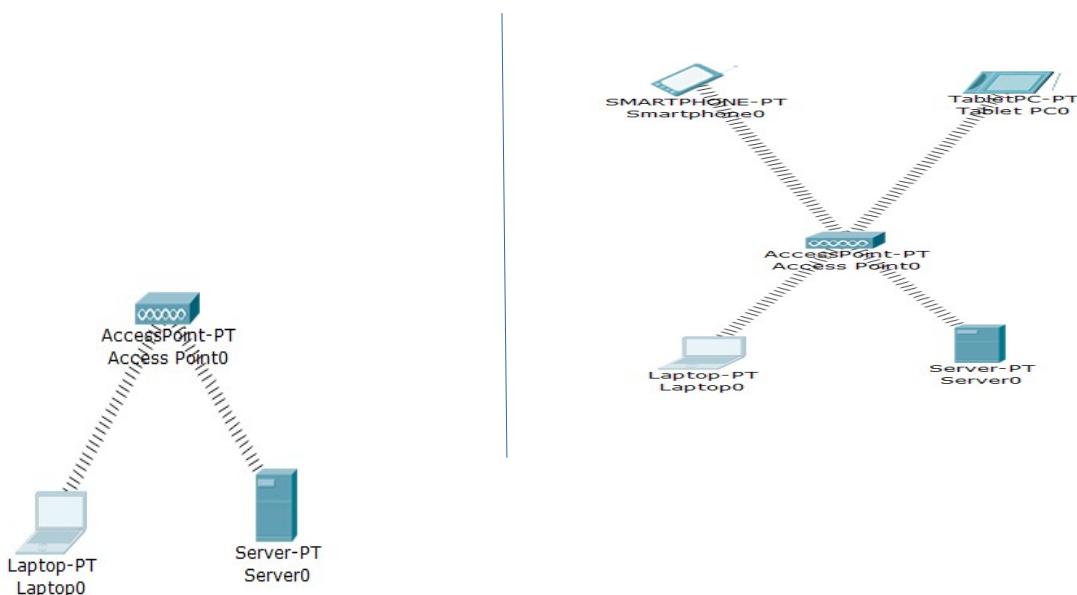 AccessPoint-PT
Access Point0
Laptop-PT
Laptop0
Server-PT
Server0
SMARTPHONE-PT
Smartphone0
TabletPC-PT
Tablet PC0
AccessPoint-PT
Access Point0
Laptop-PT
Laptop0
Server-PT
Server0